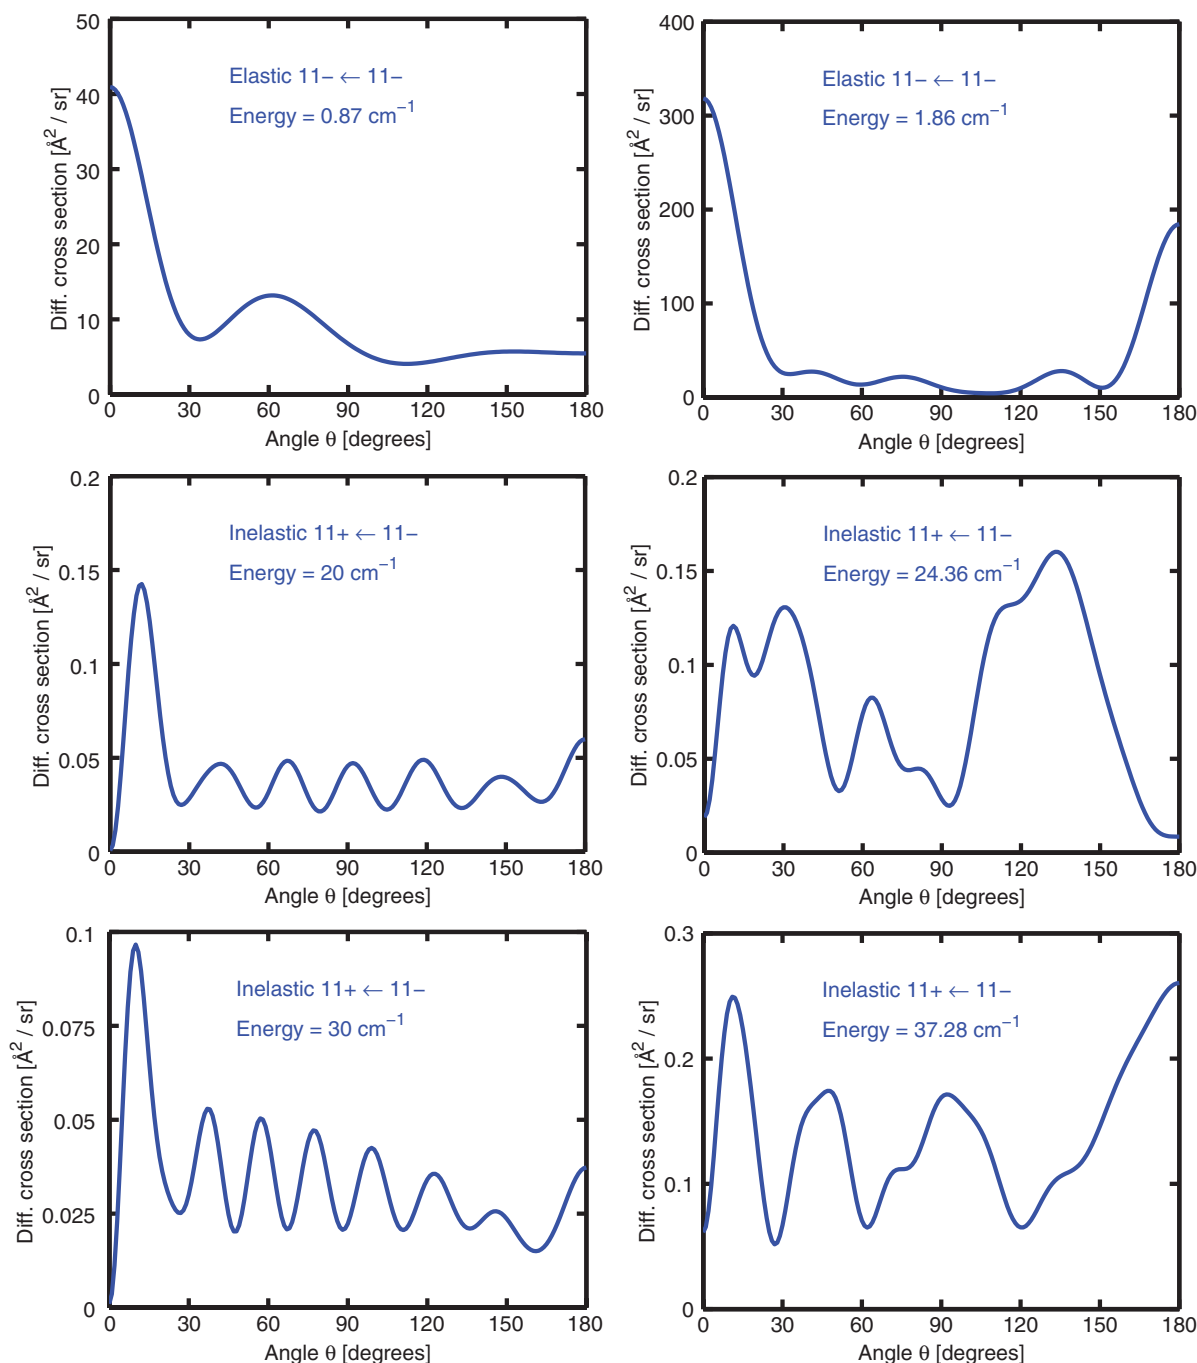 Elastic 11− ← 11−
Energy = 0.87 cm⁻¹
Diff. cross section [Å² / sr]
50
40
30
20
10
0
0 30 60 90 120 150 180
Angle θ [degrees]
Elastic 11− ← 11−
Energy = 1.86 cm⁻¹
Diff. cross section [Å² / sr]
400
300
200
100
0
0 30 60 90 120 150 180
Angle θ [degrees]
Inelastic 11+ ← 11−
Energy = 20 cm⁻¹
Diff. cross section [Å² / sr]
0.2
0.15
0.1
0.05
0
0 30 60 90 120 150 180
Angle θ [degrees]
Inelastic 11+ ← 11−
Energy = 24.36 cm⁻¹
Diff. cross section [Å² / sr]
0.2
0.15
0.1
0.05
0
0 30 60 90 120 150 180
Angle θ [degrees]
Inelastic 11+ ← 11−
Energy = 30 cm⁻¹
Diff. cross section [Å² / sr]
0.1
0.075
0.05
0.025
0
0 30 60 90 120 150 180
Angle θ [degrees]
Inelastic 11+ ← 11−
Energy = 37.28 cm⁻¹
Diff. cross section [Å² / sr]
0.3
0.2
0.1
0
0 30 60 90 120 150 180
Angle θ [degrees]